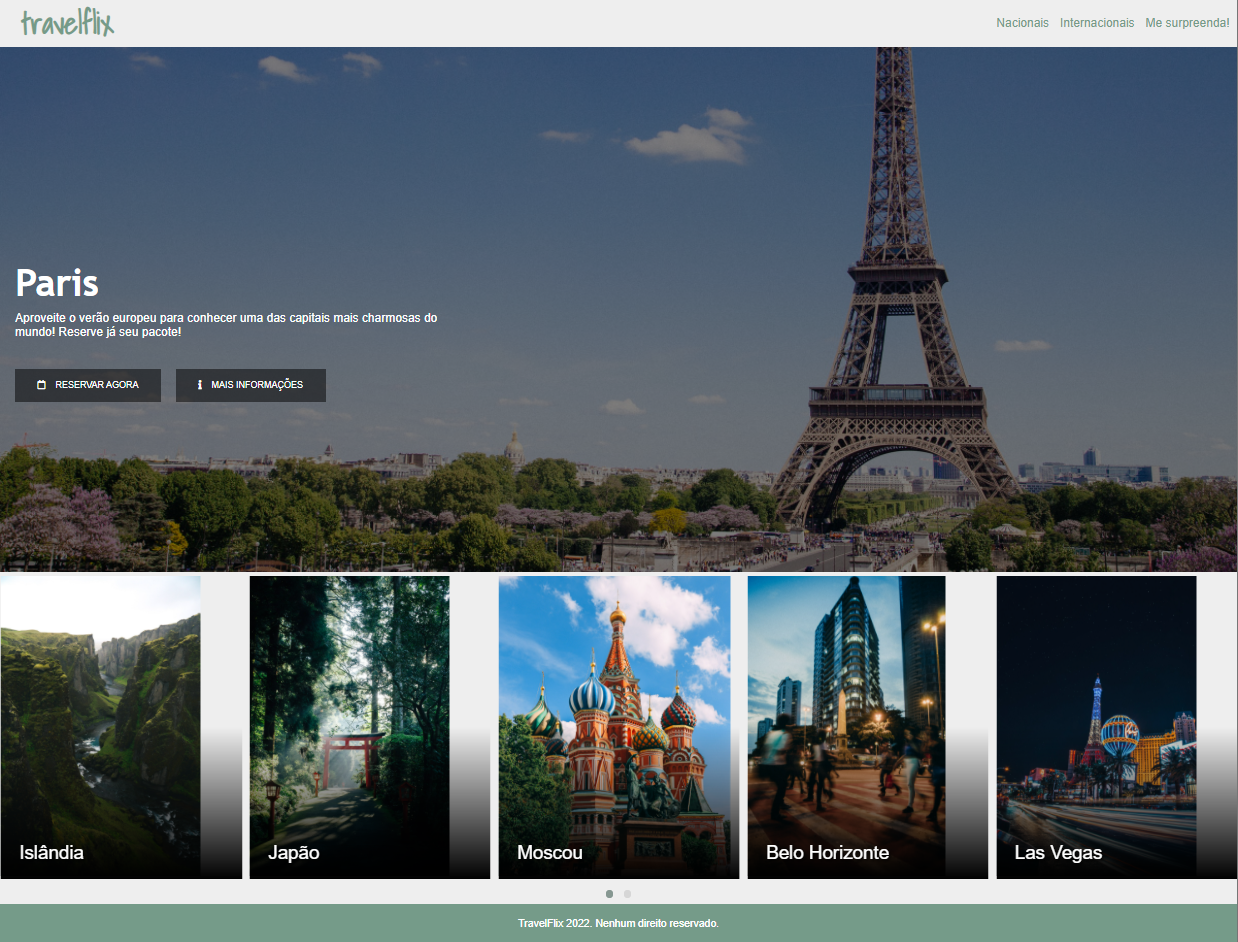 travelflix
Nacionais Internacionais Me surpreenda!
Paris
Aproveite o verão europeu para conhecer uma das capitais mais charmosas do
mundo! Reserve já seu pacote!
RESERVAR AGORA MAIS INFORMAÇÕES
Islândia Japão Moscou Belo Horizonte Las Vegas
TravelFlix 2022. Nenhum direito reservado.